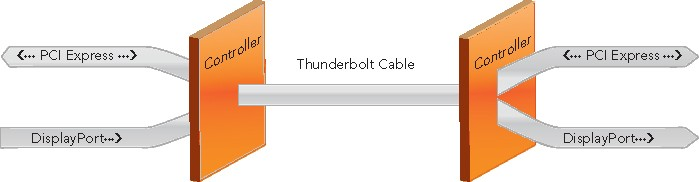 <··· PCI Express ···>
Controller
Thunderbolt Cable
Controller
<··· PCI Express ···>
DisplayPort···>
DisplayPort···>